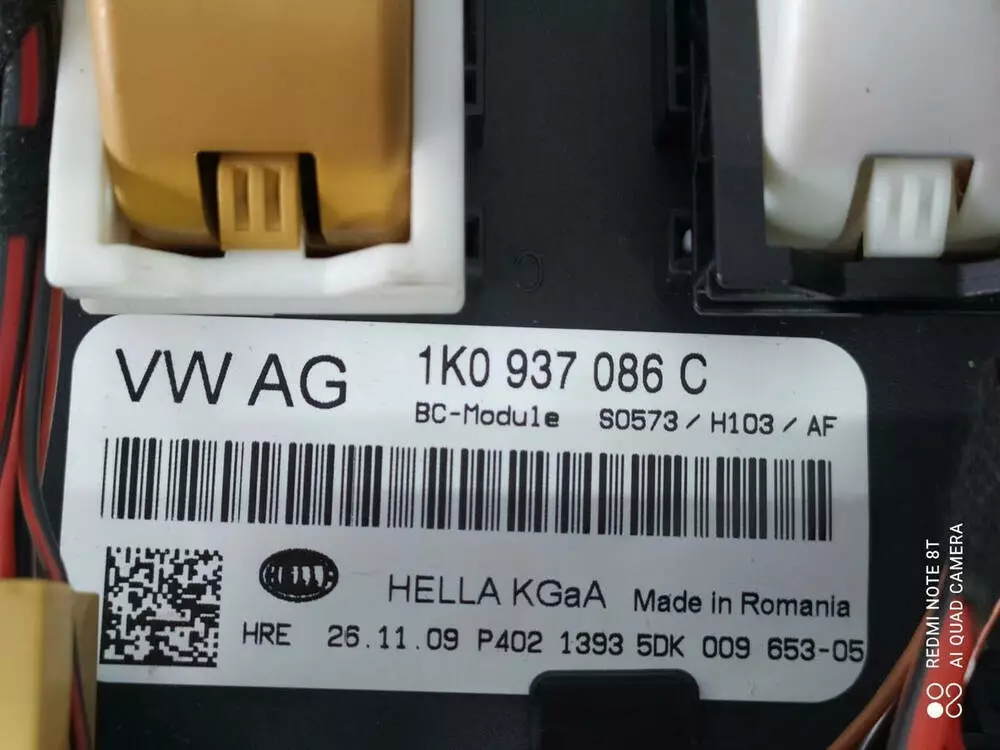 C
VW AG 1K0 937 086 C
BC-Module S0573 / H103 / AF
HELLA
HELLA KGaA Made in Romania
HRE 26.11.09 P402 1393 5DK 009 653-05
REDMI NOTE 8T
AI QUAD CAMERA